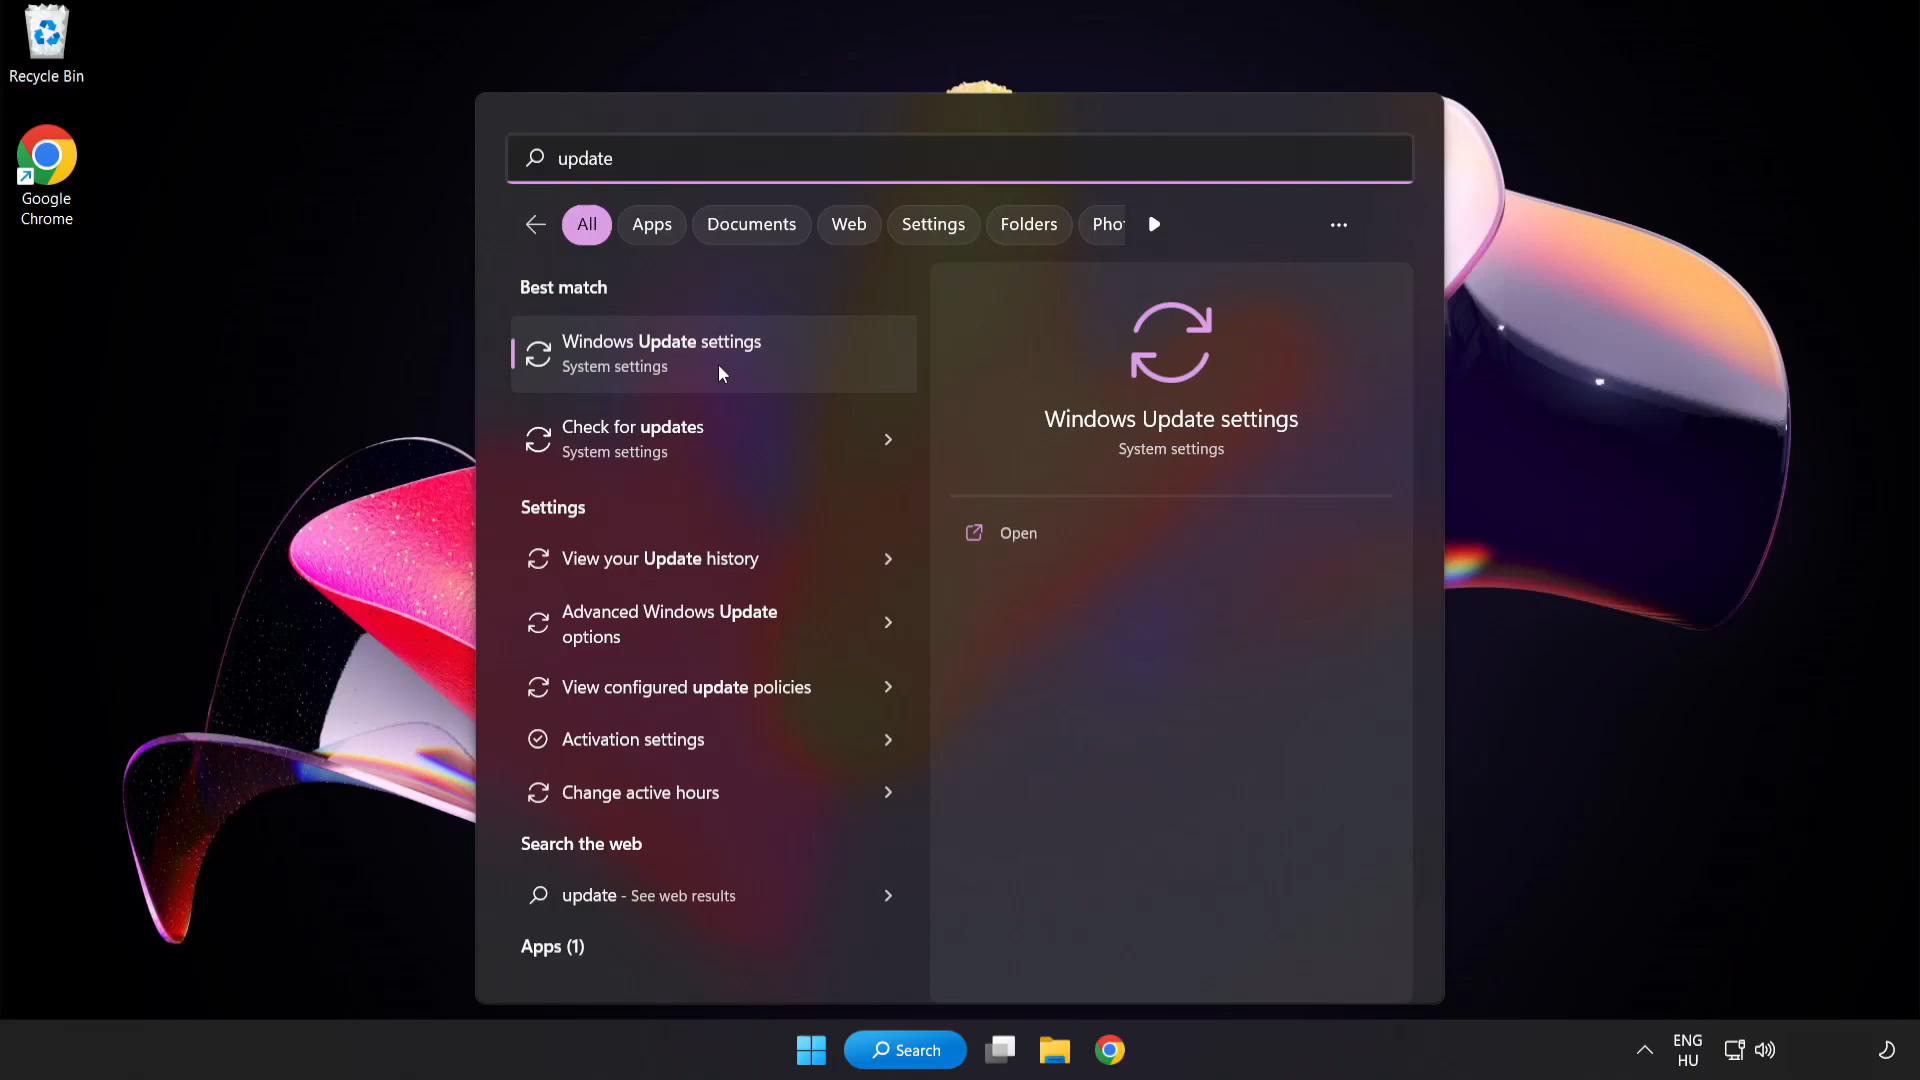 Recycle Bin
Google
Chrome
update
All
Apps
Documents
Web
Settings
Folders
Pho
Best match
Windows Update settings
System settings
Check for updates
System settings
Settings
View your Update history
Advanced Windows Update
options
View configured update policies
Activation settings
Change active hours
Search the web
update - See web results
Apps (1)
Windows Update settings
System settings
Open
Search
ENG
HU